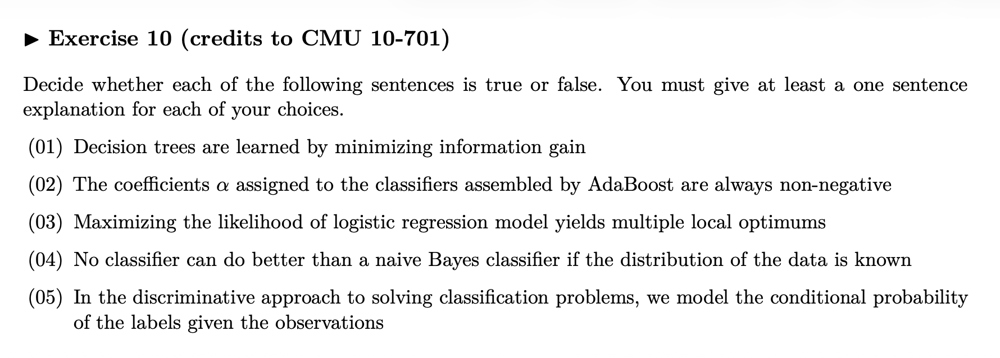 ► Exercise 10 (credits to CMU 10-701)
Decide whether each of the following sentences is true or false. You must give at least a one sentence
explanation for each of your choices.
(01) Decision trees are learned by minimizing information gain
(02) The coefficients α assigned to the classifiers assembled by AdaBoost are always non-negative
(03) Maximizing the likelihood of logistic regression model yields multiple local optimums
(04) No classifier can do better than a naive Bayes classifier if the distribution of the data is known
(05) In the discriminative approach to solving classification problems, we model the conditional probability
of the labels given the observations